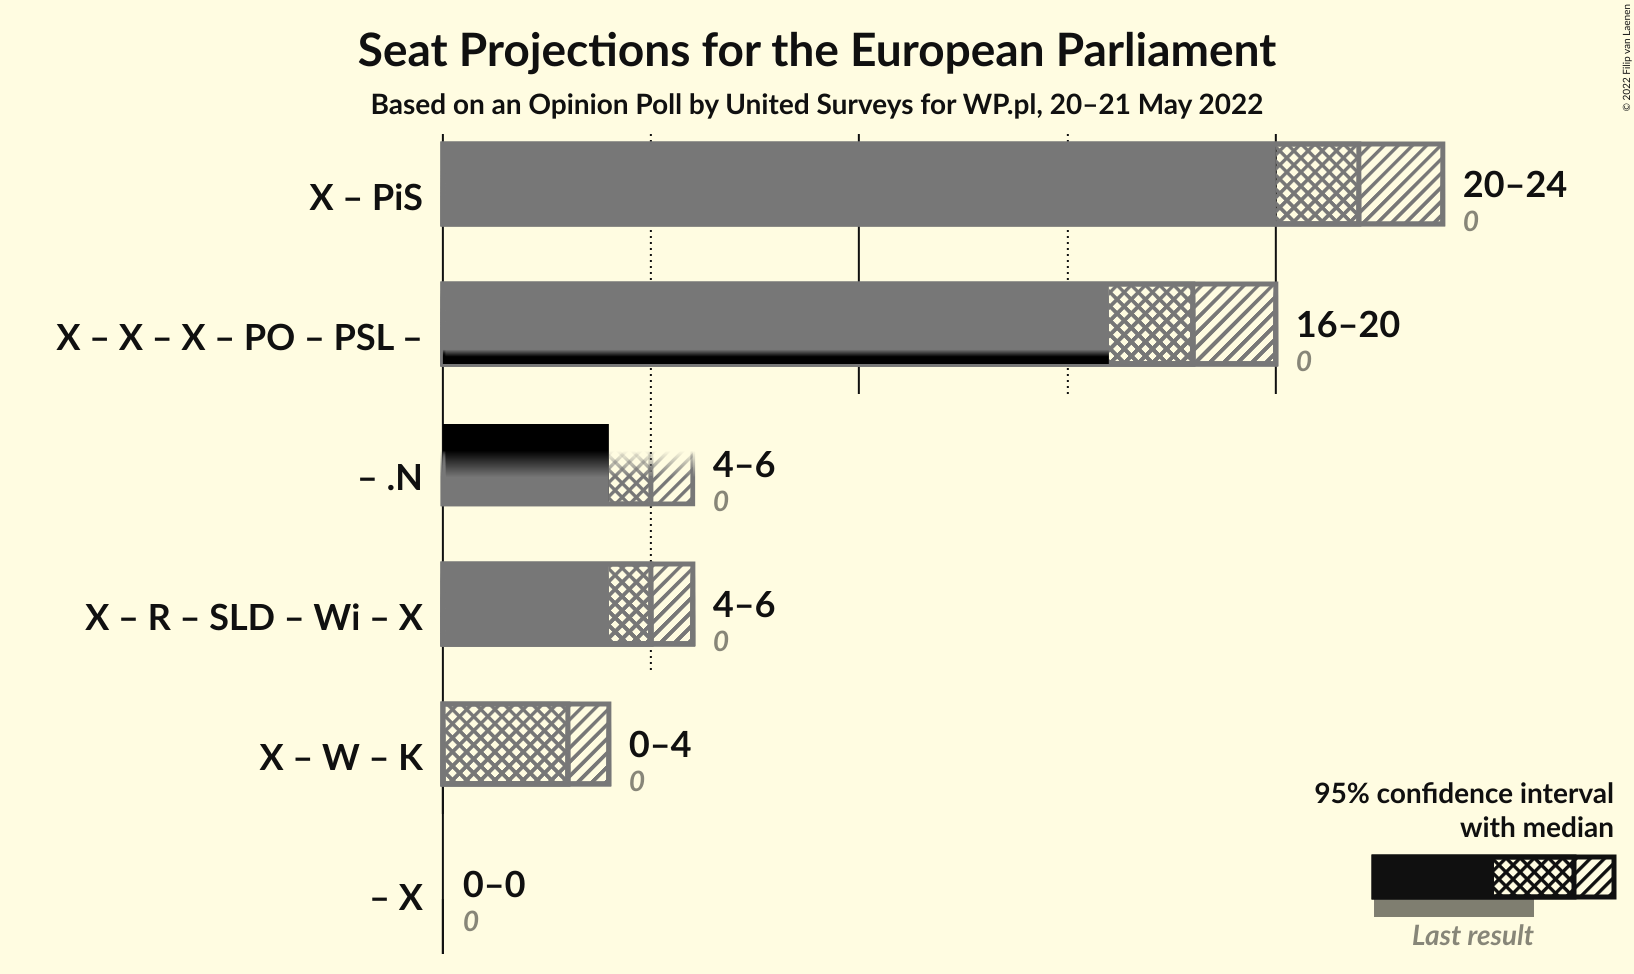 Seat Projections for the European Parliament
Based on an Opinion Poll by United Surveys for WP.pl, 20–21 May 2022
© 2022 Filip van Laenen
X – PiS
20–24
0
X – X – X – PO – PSL –
16–20
0
– .N
4–6
0
X – R – SLD – Wi – X
4–6
0
X – W – K
0–4
0
– X
0–0
0
95% confidence interval
with median
Last result